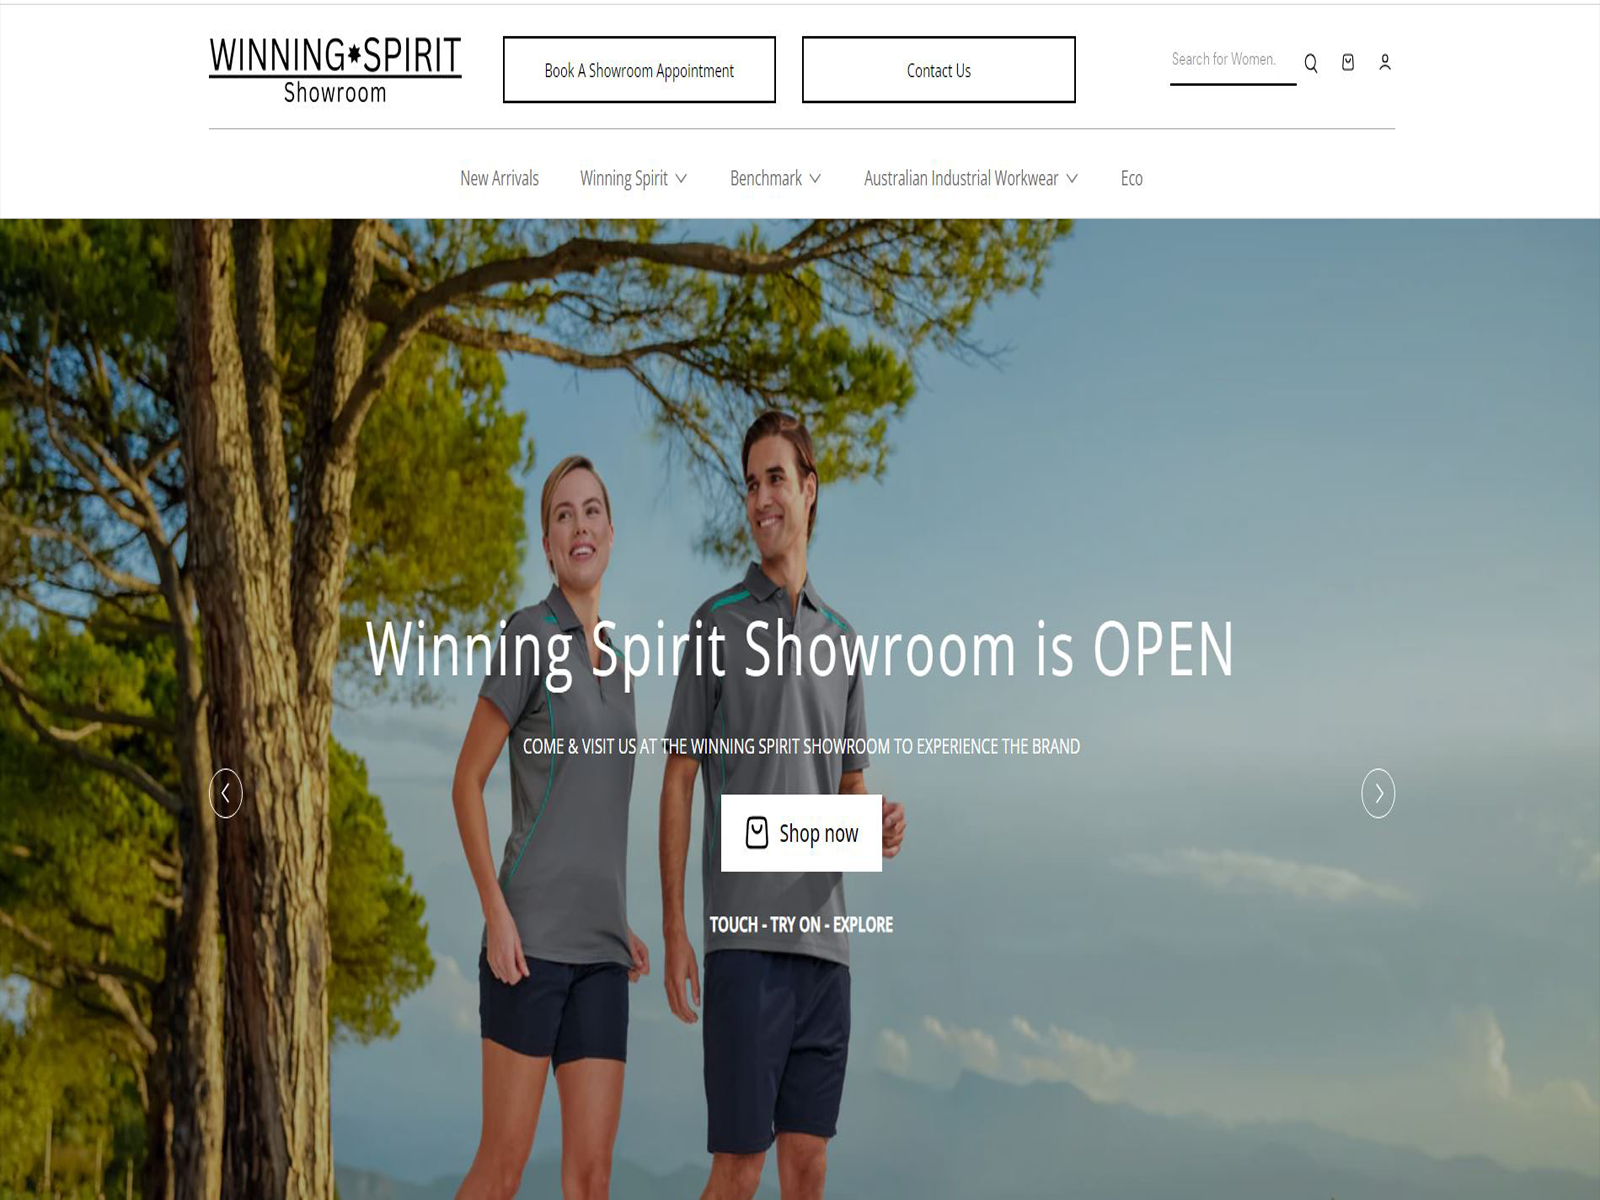 WINNING SPIRIT
Showroom
Book A Showroom Appointment
Contact Us
Search for Women.
New Arrivals
Winning Spirit
Benchmark
Australian Industrial Workwear
Eco
Winning Spirit Showroom is OPEN
COME & VISIT US AT THE WINNING SPIRIT SHOWROOM TO EXPERIENCE THE BRAND
Shop now
TOUCH - TRY ON - EXPLORE